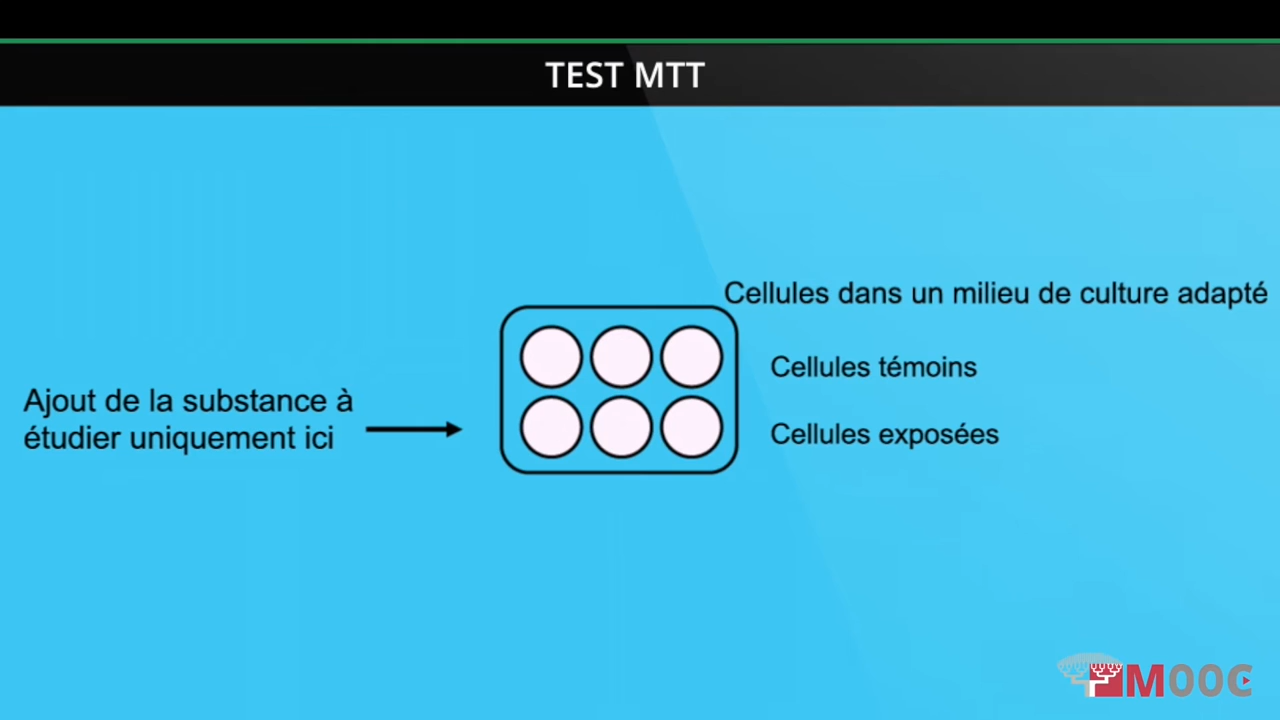 TEST MTT
Cellules dans un milieu de culture adapté
Cellules témoins
Ajout de la substance à
étudier uniquement ici
Cellules exposées
MOOC